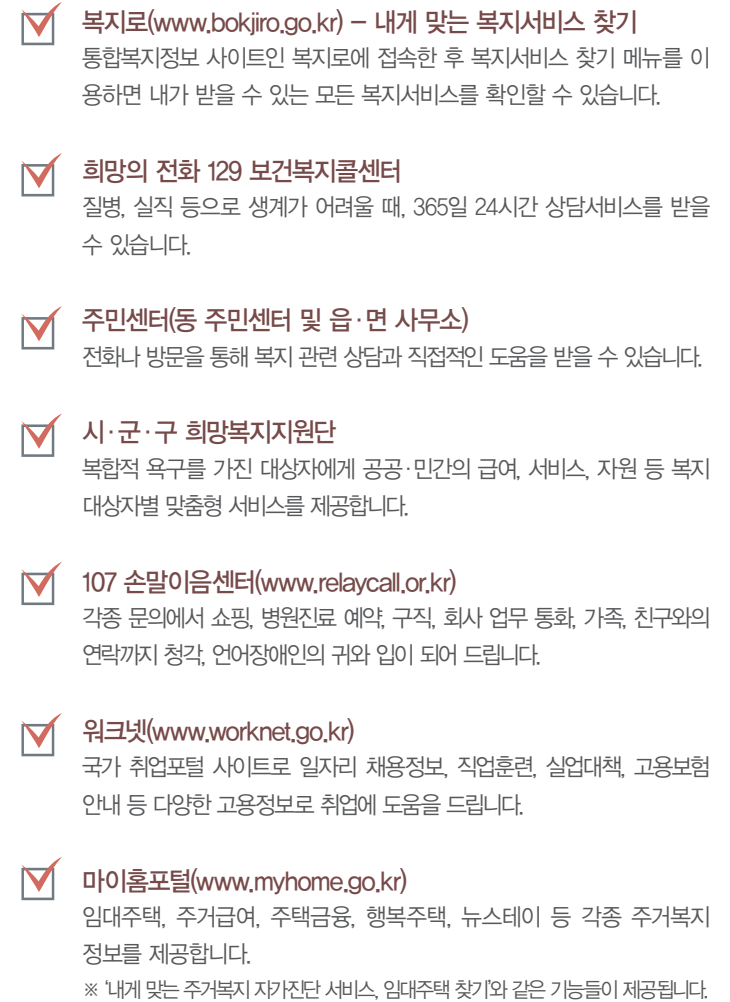 복지로(www.bokjiro.go.kr) – 내게 맞는 복지서비스 찾기
통합복지정보 사이트인 복지로에 접속한 후 복지서비스 찾기 메뉴를 이
용하면 내가 받을 수 있는 모든 복지서비스를 확인할 수 있습니다.
희망의 전화 129 보건복지콜센터
질병, 실직 등으로 생계가 어려울 때, 365일 24시간 상담서비스를 받을
수 있습니다.
주민센터(동 주민센터 및 읍·면 사무소)
전화나 방문을 통해 복지 관련 상담과 직접적인 도움을 받을 수 있습니다.
시·군·구 희망복지지원단
복합적 욕구를 가진 대상자에게 공공·민간의 급여, 서비스, 자원 등 복지
대상자별 맞춤형 서비스를 제공합니다.
107 손말이음센터(www.relaycall.or.kr)
각종 문의에서 쇼핑, 병원진료 예약, 구직, 회사 업무 통화, 가족, 친구와의
연락까지 청각, 언어장애인의 귀와 입이 되어 드립니다.
워크넷(www.worknet.go.kr)
국가 취업포털 사이트로 일자리 채용정보, 직업훈련, 실업대책, 고용보험
안내 등 다양한 고용정보로 취업에 도움을 드립니다.
마이홈포털(www.myhome.go.kr)
임대주택, 주거급여, 주택금융, 행복주택, 뉴스테이 등 각종 주거복지
정보를 제공합니다.
※ ‘내게 맞는 주거복지 자가진단 서비스, 임대주택 찾기’와 같은 기능들이 제공됩니다.